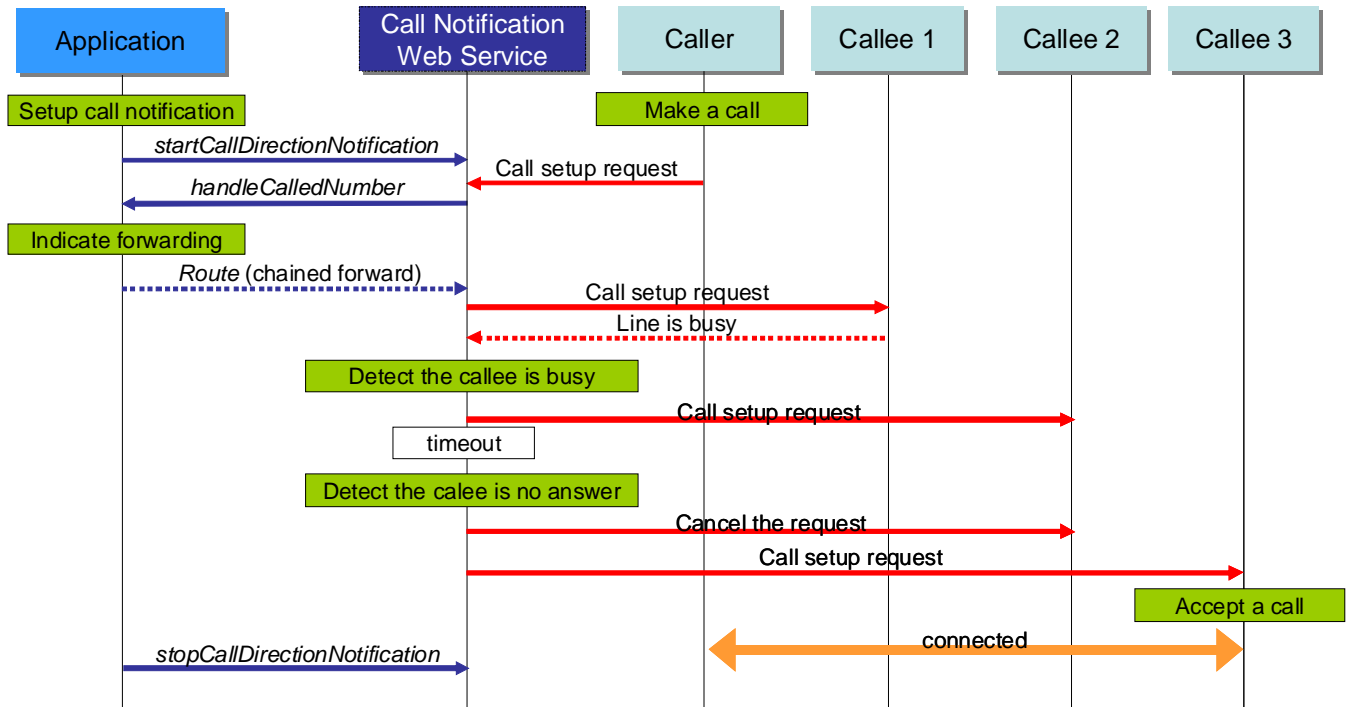 Application
Call Notification
Web Service
Caller
Callee 1
Callee 2
Callee 3
Setup call notification
Make a call
startCallDirectionNotification
Call setup request
handleCalledNumber
Indicate forwarding
Route (chained forward)
Call setup request
Line is busy
Detect the callee is busy
Call setup request
timeout
Detect the calee is no answer
Cancel the request
Call setup request
Accept a call
connected
stopCallDirectionNotification